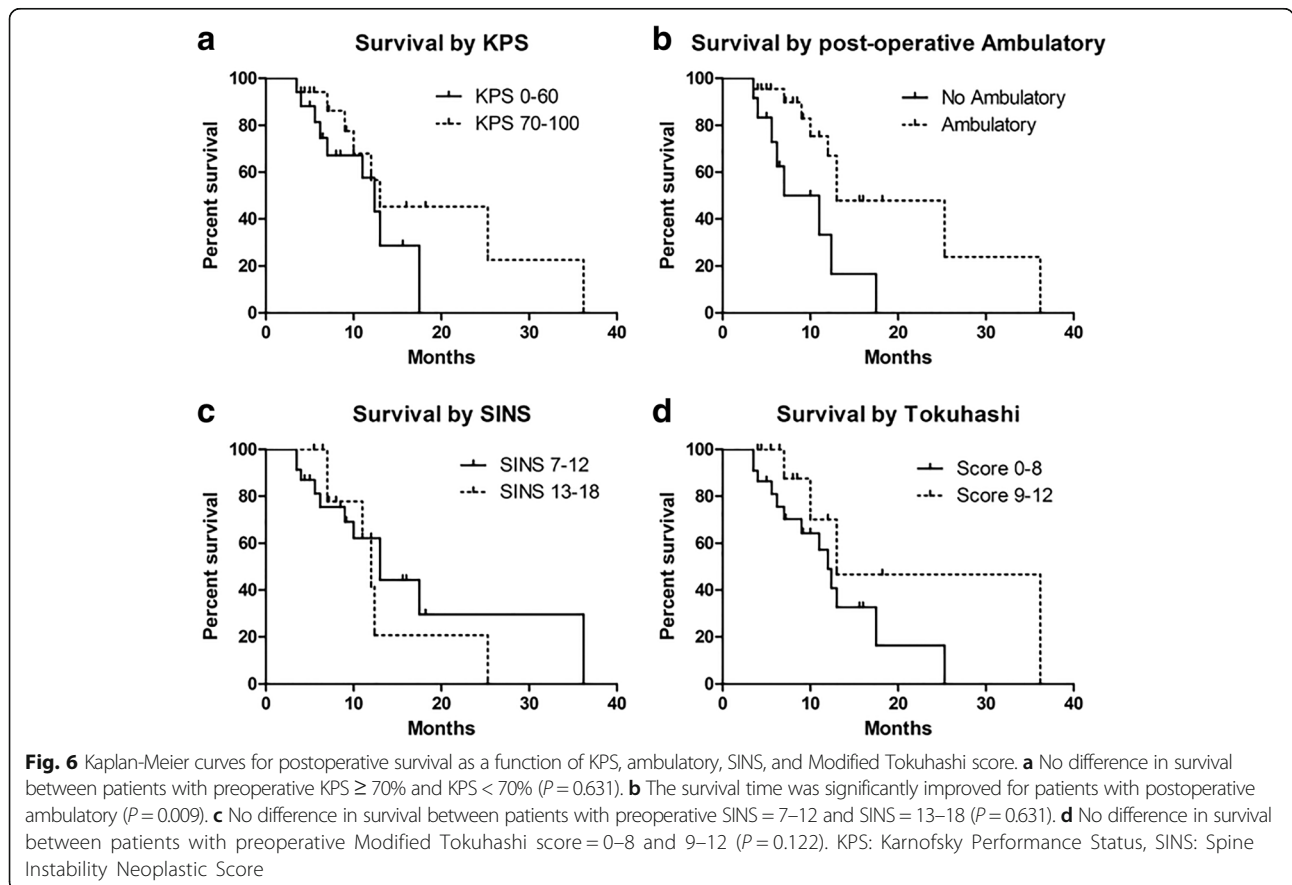 a Survival by KPS
Percent survival
100
80
60
40
20
0
KPS 0-60
KPS 70-100
0 10 20 30 40
Months
b Survival by post-operative Ambulatory
Percent survival
100
80
60
40
20
0
No Ambulatory
Ambulatory
0 10 20 30 40
Months
c Survival by SINS
Percent survival
100
80
60
40
20
0
SINS 7-12
SINS 13-18
0 10 20 30 40
Months
d Survival by Tokuhashi
Percent survival
100
80
60
40
20
0
Score 0-8
Score 9-12
0 10 20 30 40
Months
Fig. 6 Kaplan-Meier curves for postoperative survival as a function of KPS, ambulatory, SINS, and Modified Tokuhashi score. a No difference in survival
between patients with preoperative KPS ≥ 70% and KPS < 70% (P = 0.631). b The survival time was significantly improved for patients with postoperative
ambulatory (P = 0.009). c No difference in survival between patients with preoperative SINS = 7–12 and SINS = 13–18 (P = 0.631). d No difference in survival
between patients with preoperative Modified Tokuhashi score = 0–8 and 9–12 (P = 0.122). KPS: Karnofsky Performance Status, SINS: Spine
Instability Neoplastic Score